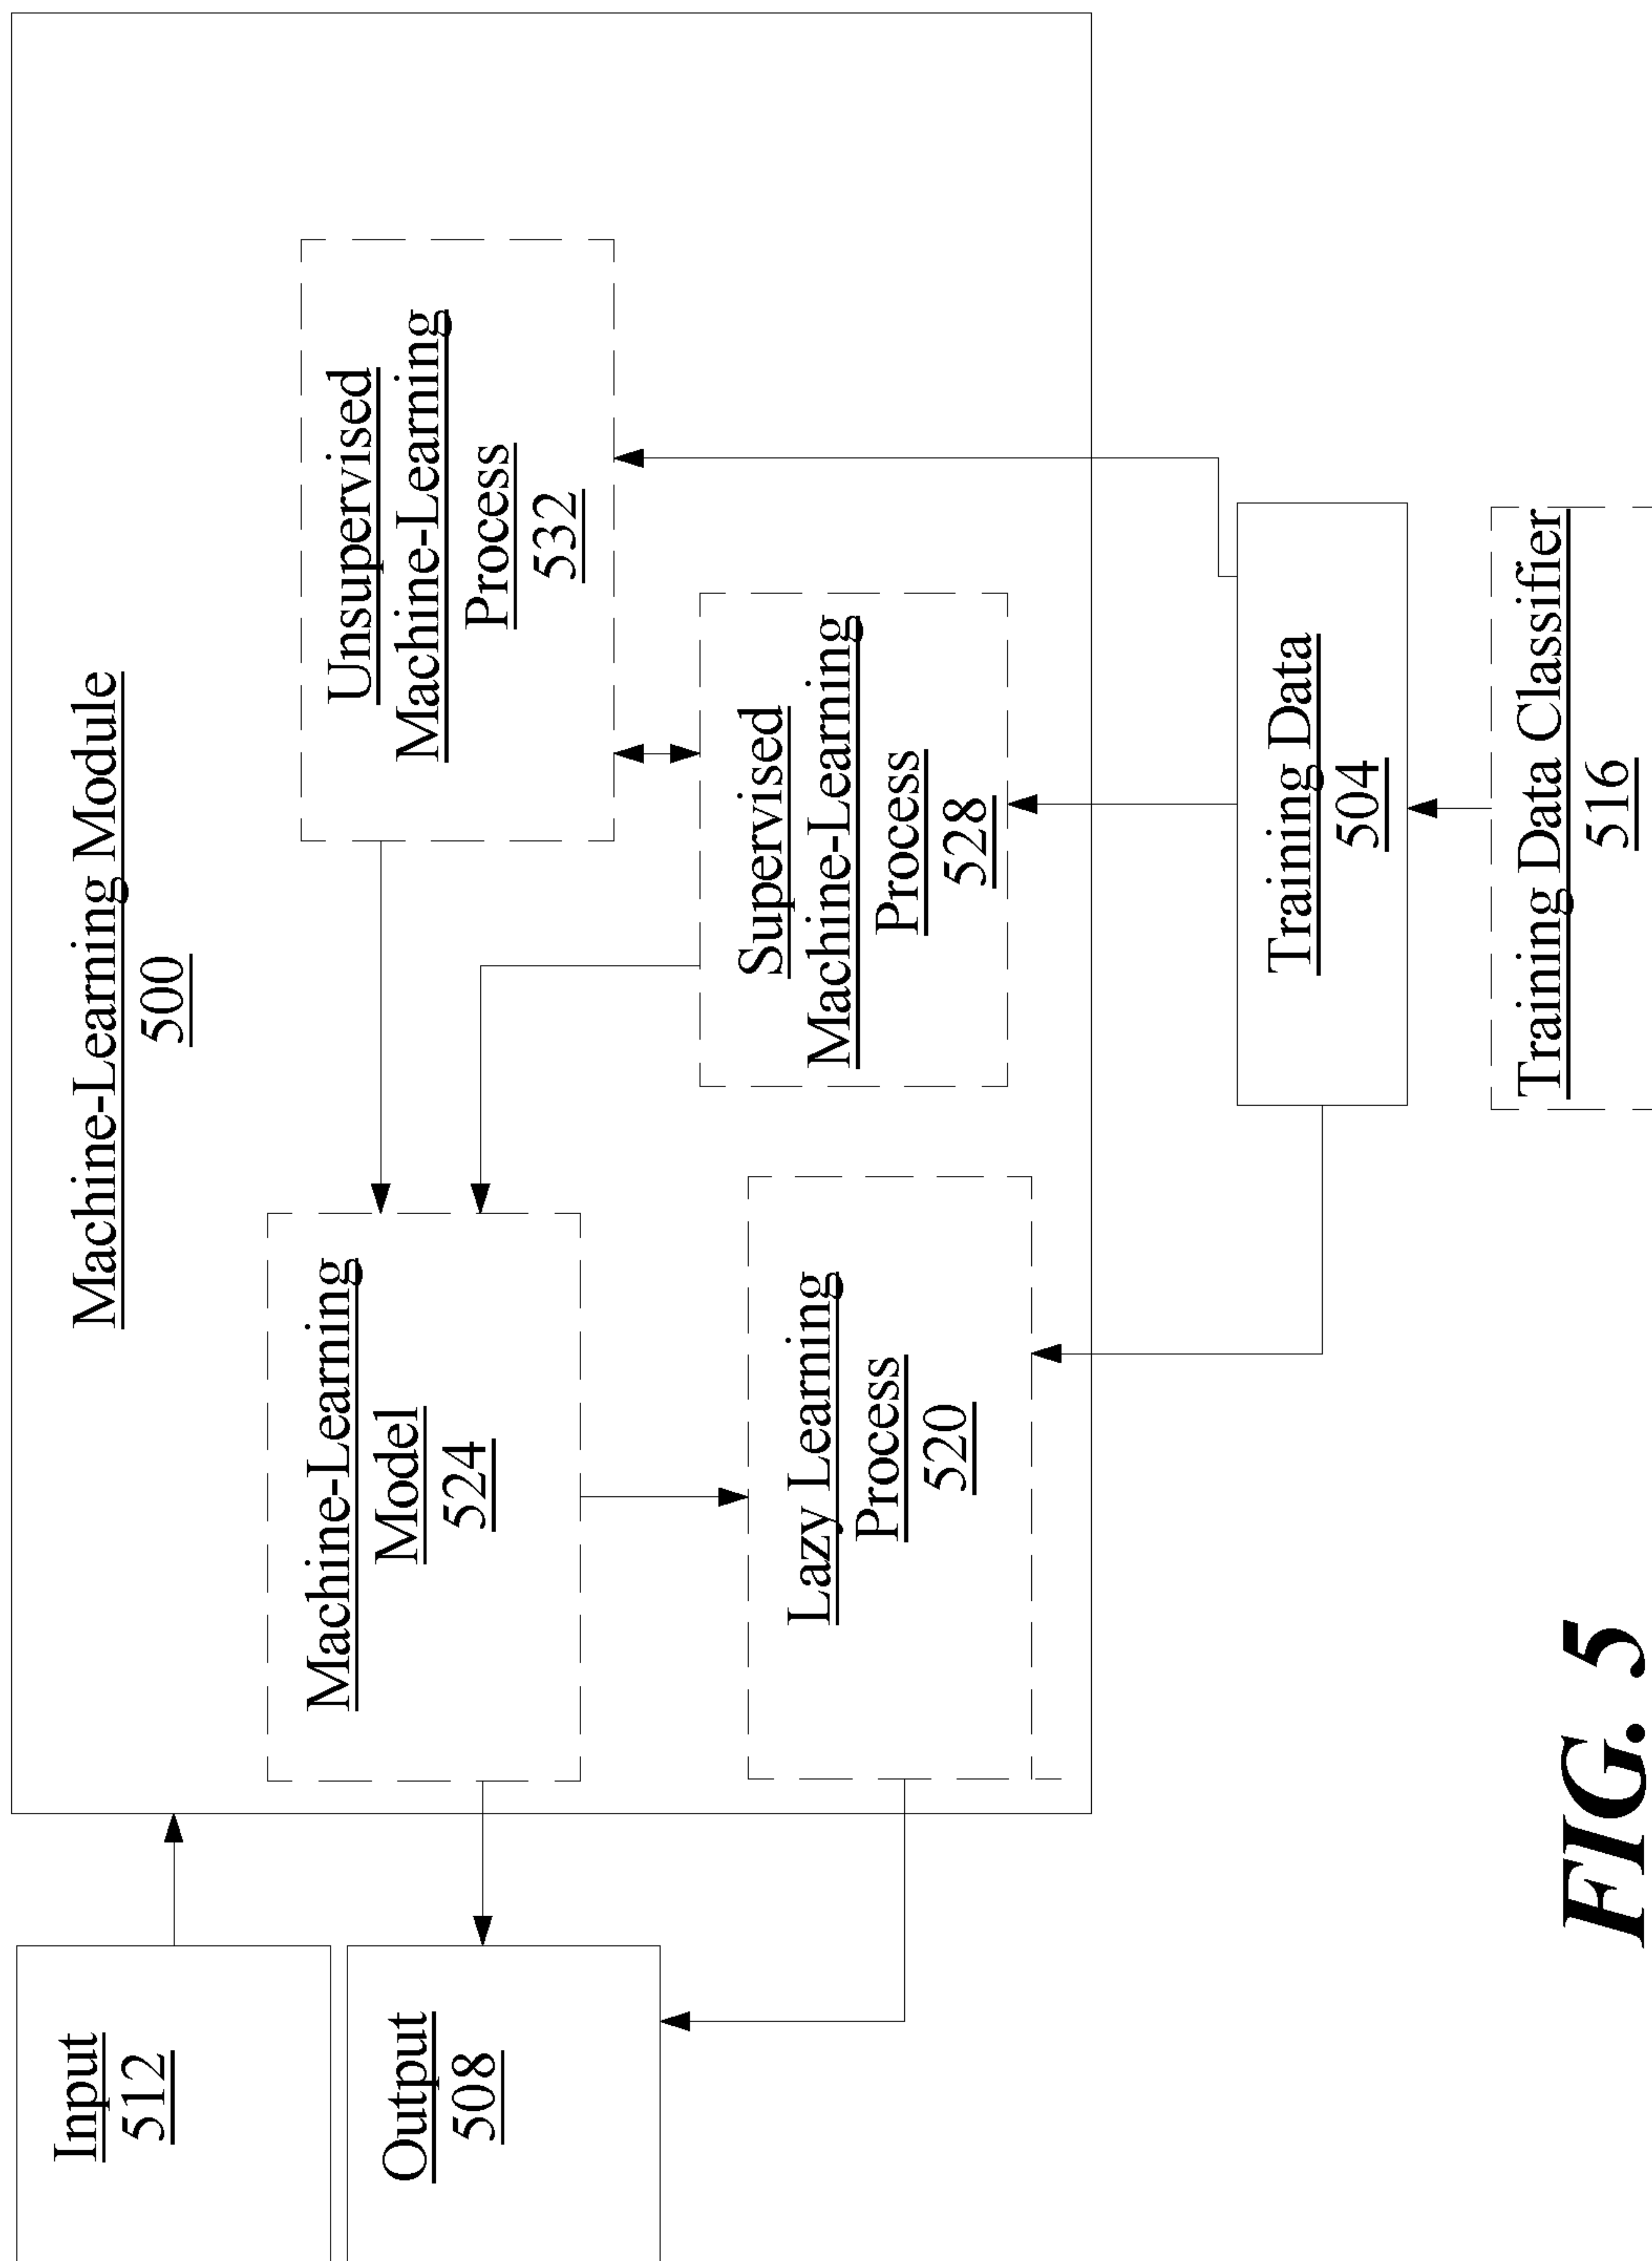 Machine-Learning Module
500
Input
512
Output
508
Machine-Learning
Model
524
Unsupervised
Machine-Learning
Process
532
Supervised
Machine-Learning
Process
528
Lazy Learning
Process
520
Training Data
504
Training Data Classifier
516
FIG. 5